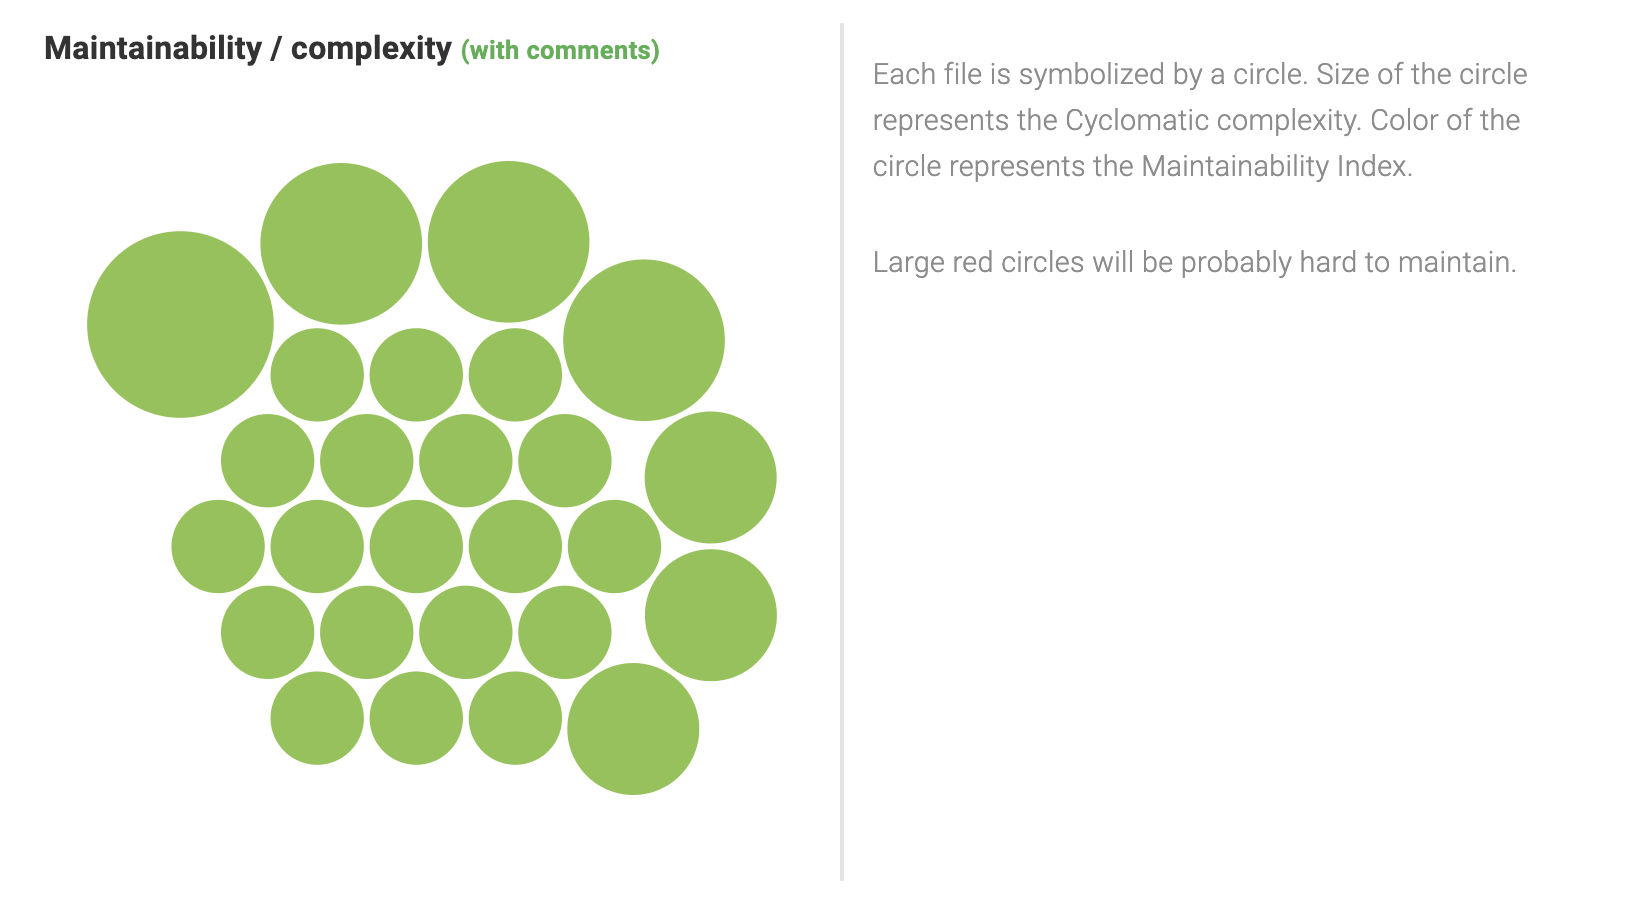 Maintainability / complexity (with comments)
Each file is symbolized by a circle. Size of the circle
represents the Cyclomatic complexity. Color of the
circle represents the Maintainability Index.
Large red circles will be probably hard to maintain.